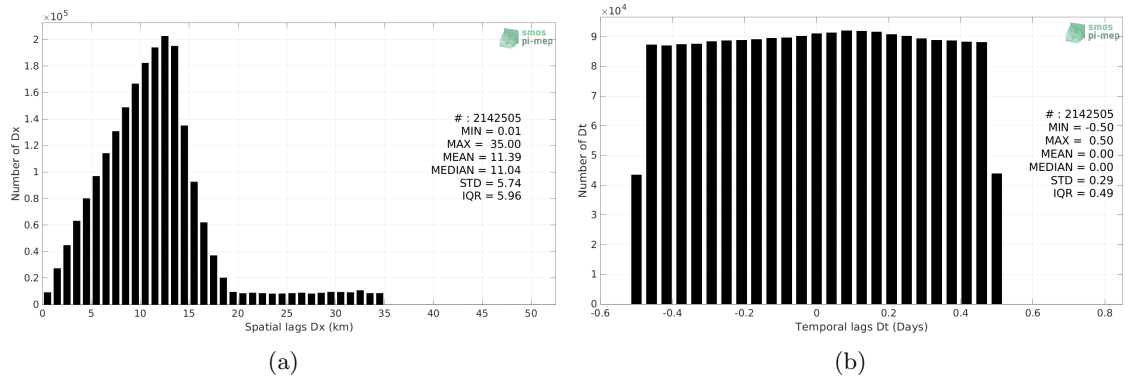 ×10^5
2
1.8
1.6
1.4
1.2
1
0.8
0.6
0.4
0.2
0
Number of Dx
smos
pi-mep
# : 2142505
MIN = 0.01
MAX = 35.00
MEAN = 11.39
MEDIAN = 11.04
STD = 5.74
IQR = 5.96
0 5 10 15 20 25 30 35 40 45 50
Spatial lags Dx (km)
(a)
×10^4
9
8
7
6
5
4
3
2
1
0
Number of Dt
smos
pi-mep
# : 2142505
MIN = -0.50
MAX = 0.50
MEAN = 0.00
MEDIAN = 0.00
STD = 0.29
IQR = 0.49
-0.6 -0.4 -0.2 0 0.2 0.4 0.6 0.8
Temporal lags Dt (Days)
(b)